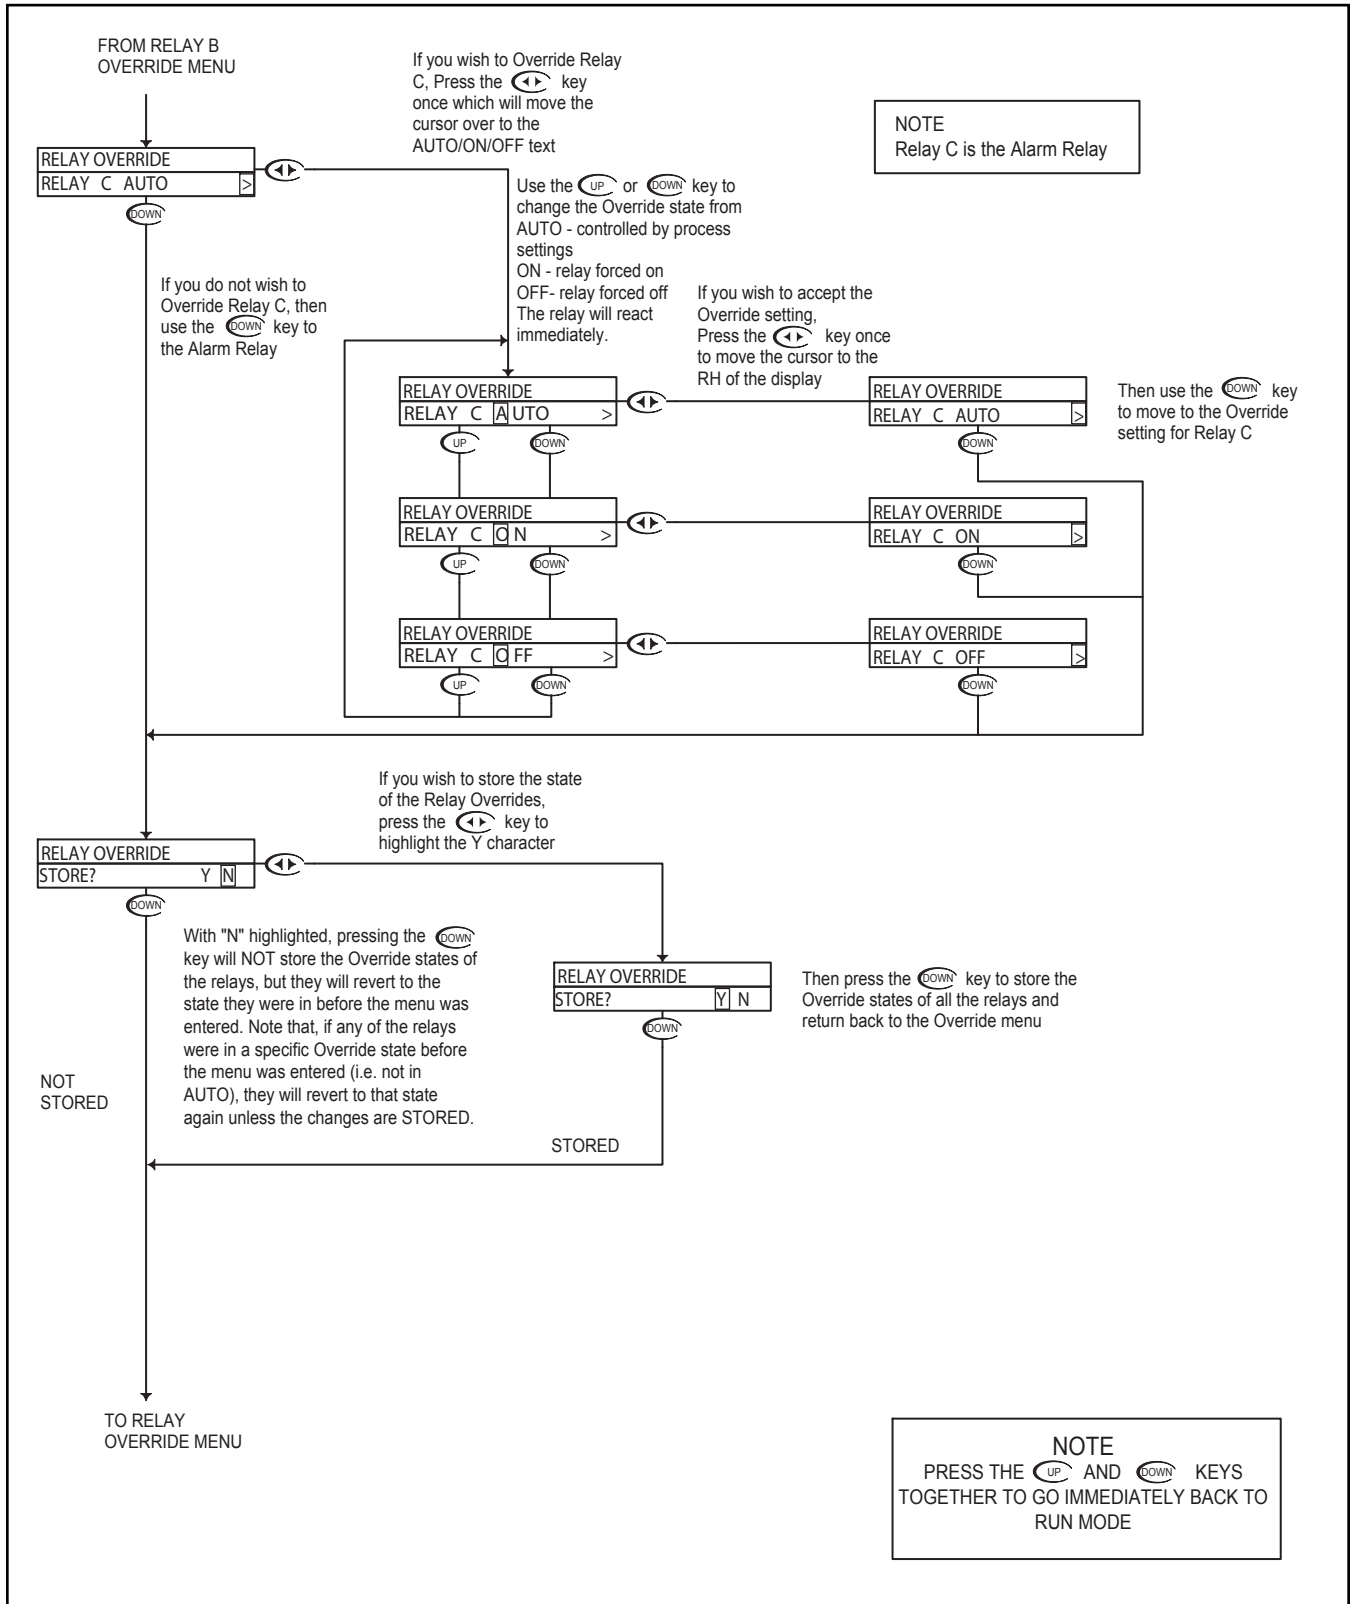 FROM RELAY B
OVERRIDE MENU
If you wish to Override Relay
C, Press the key
once which will move the
cursor over to the
AUTO/ON/OFF text
NOTE
Relay C is the Alarm Relay
RELAY OVERRIDE
RELAY C AUTO >
DOWN
Use the UP or DOWN key to
change the Override state from
AUTO - controlled by process
settings
ON - relay forced on
OFF- relay forced off
The relay will react
immediately.
If you do not wish to
Override Relay C, then
use the DOWN key to
the Alarm Relay
If you wish to accept the
Override setting,
Press the key once
to move the cursor to the
RH of the display
RELAY OVERRIDE
RELAY C AUTO >
UP DOWN
RELAY OVERRIDE
RELAY C AUTO >
DOWN
Then use the DOWN key
to move to the Override
setting for Relay C
RELAY OVERRIDE
RELAY C ON >
UP DOWN
RELAY OVERRIDE
RELAY C ON >
DOWN
RELAY OVERRIDE
RELAY C OFF >
UP DOWN
RELAY OVERRIDE
RELAY C OFF >
DOWN
If you wish to store the state
of the Relay Overrides,
press the key to
highlight the Y character
RELAY OVERRIDE
STORE? Y N
DOWN
With "N" highlighted, pressing the DOWN
key will NOT store the Override states of
the relays, but they will revert to the
state they were in before the menu was
entered. Note that, if any of the relays
were in a specific Override state before
the menu was entered (i.e. not in
AUTO), they will revert to that state
again unless the changes are STORED.
RELAY OVERRIDE
STORE? Y N
DOWN
Then press the DOWN key to store the
Override states of all the relays and
return back to the Override menu
NOT
STORED
STORED
TO RELAY
OVERRIDE MENU
NOTE
PRESS THE UP AND DOWN KEYS
TOGETHER TO GO IMMEDIATELY BACK TO
RUN MODE